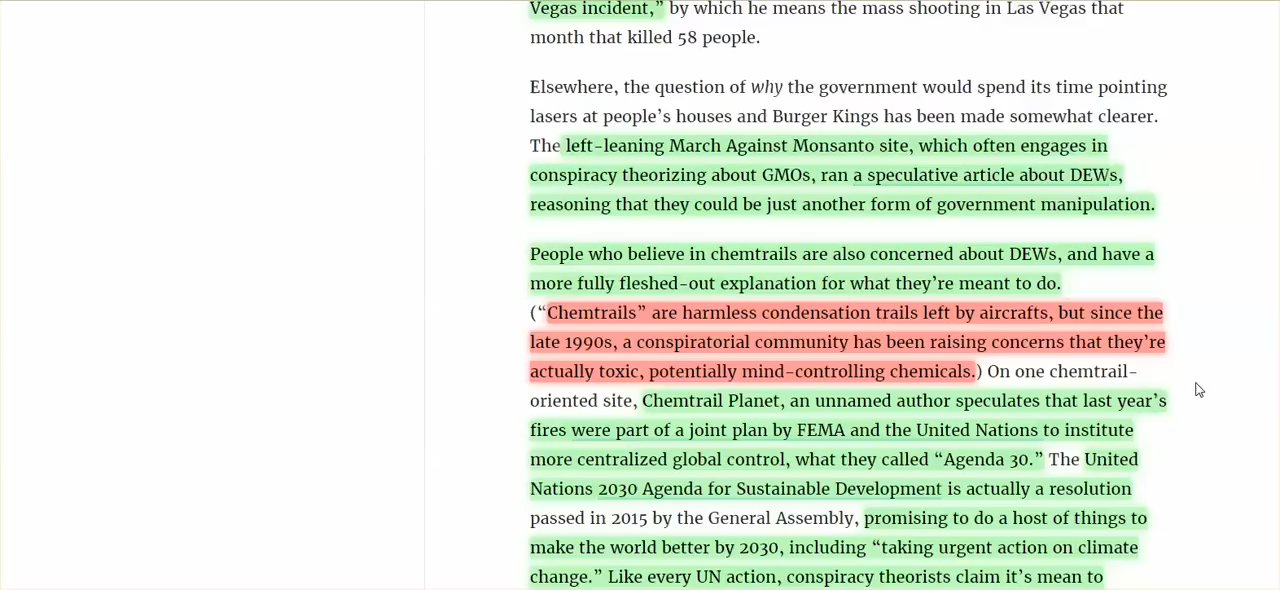 Vegas incident,” by which he means the mass shooting in Las Vegas that
month that killed 58 people.
Elsewhere, the question of why the government would spend its time pointing
lasers at people’s houses and Burger Kings has been made somewhat clearer.
The left-leaning March Against Monsanto site, which often engages in
conspiracy theorizing about GMOs, ran a speculative article about DEWs,
reasoning that they could be just another form of government manipulation.
People who believe in chemtrails are also concerned about DEWs, and have a
more fully fleshed-out explanation for what they’re meant to do.
(“Chemtrails” are harmless condensation trails left by aircrafts, but since the
late 1990s, a conspiratorial community has been raising concerns that they’re
actually toxic, potentially mind-controlling chemicals.) On one chemtrail-
oriented site, Chemtrail Planet, an unnamed author speculates that last year’s
fires were part of a joint plan by FEMA and the United Nations to institute
more centralized global control, what they called “Agenda 30.” The United
Nations 2030 Agenda for Sustainable Development is actually a resolution
passed in 2015 by the General Assembly, promising to do a host of things to
make the world better by 2030, including “taking urgent action on climate
change.” Like every UN action, conspiracy theorists claim it’s mean to